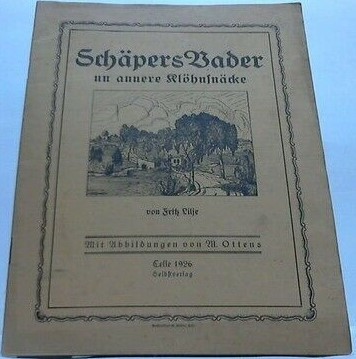 Schäpers Vader
un annere Klöhnsnäcke
von Fritz Lilje
Mit Abbildungen von M. Ottens
Celle 1926
Selbstverlag